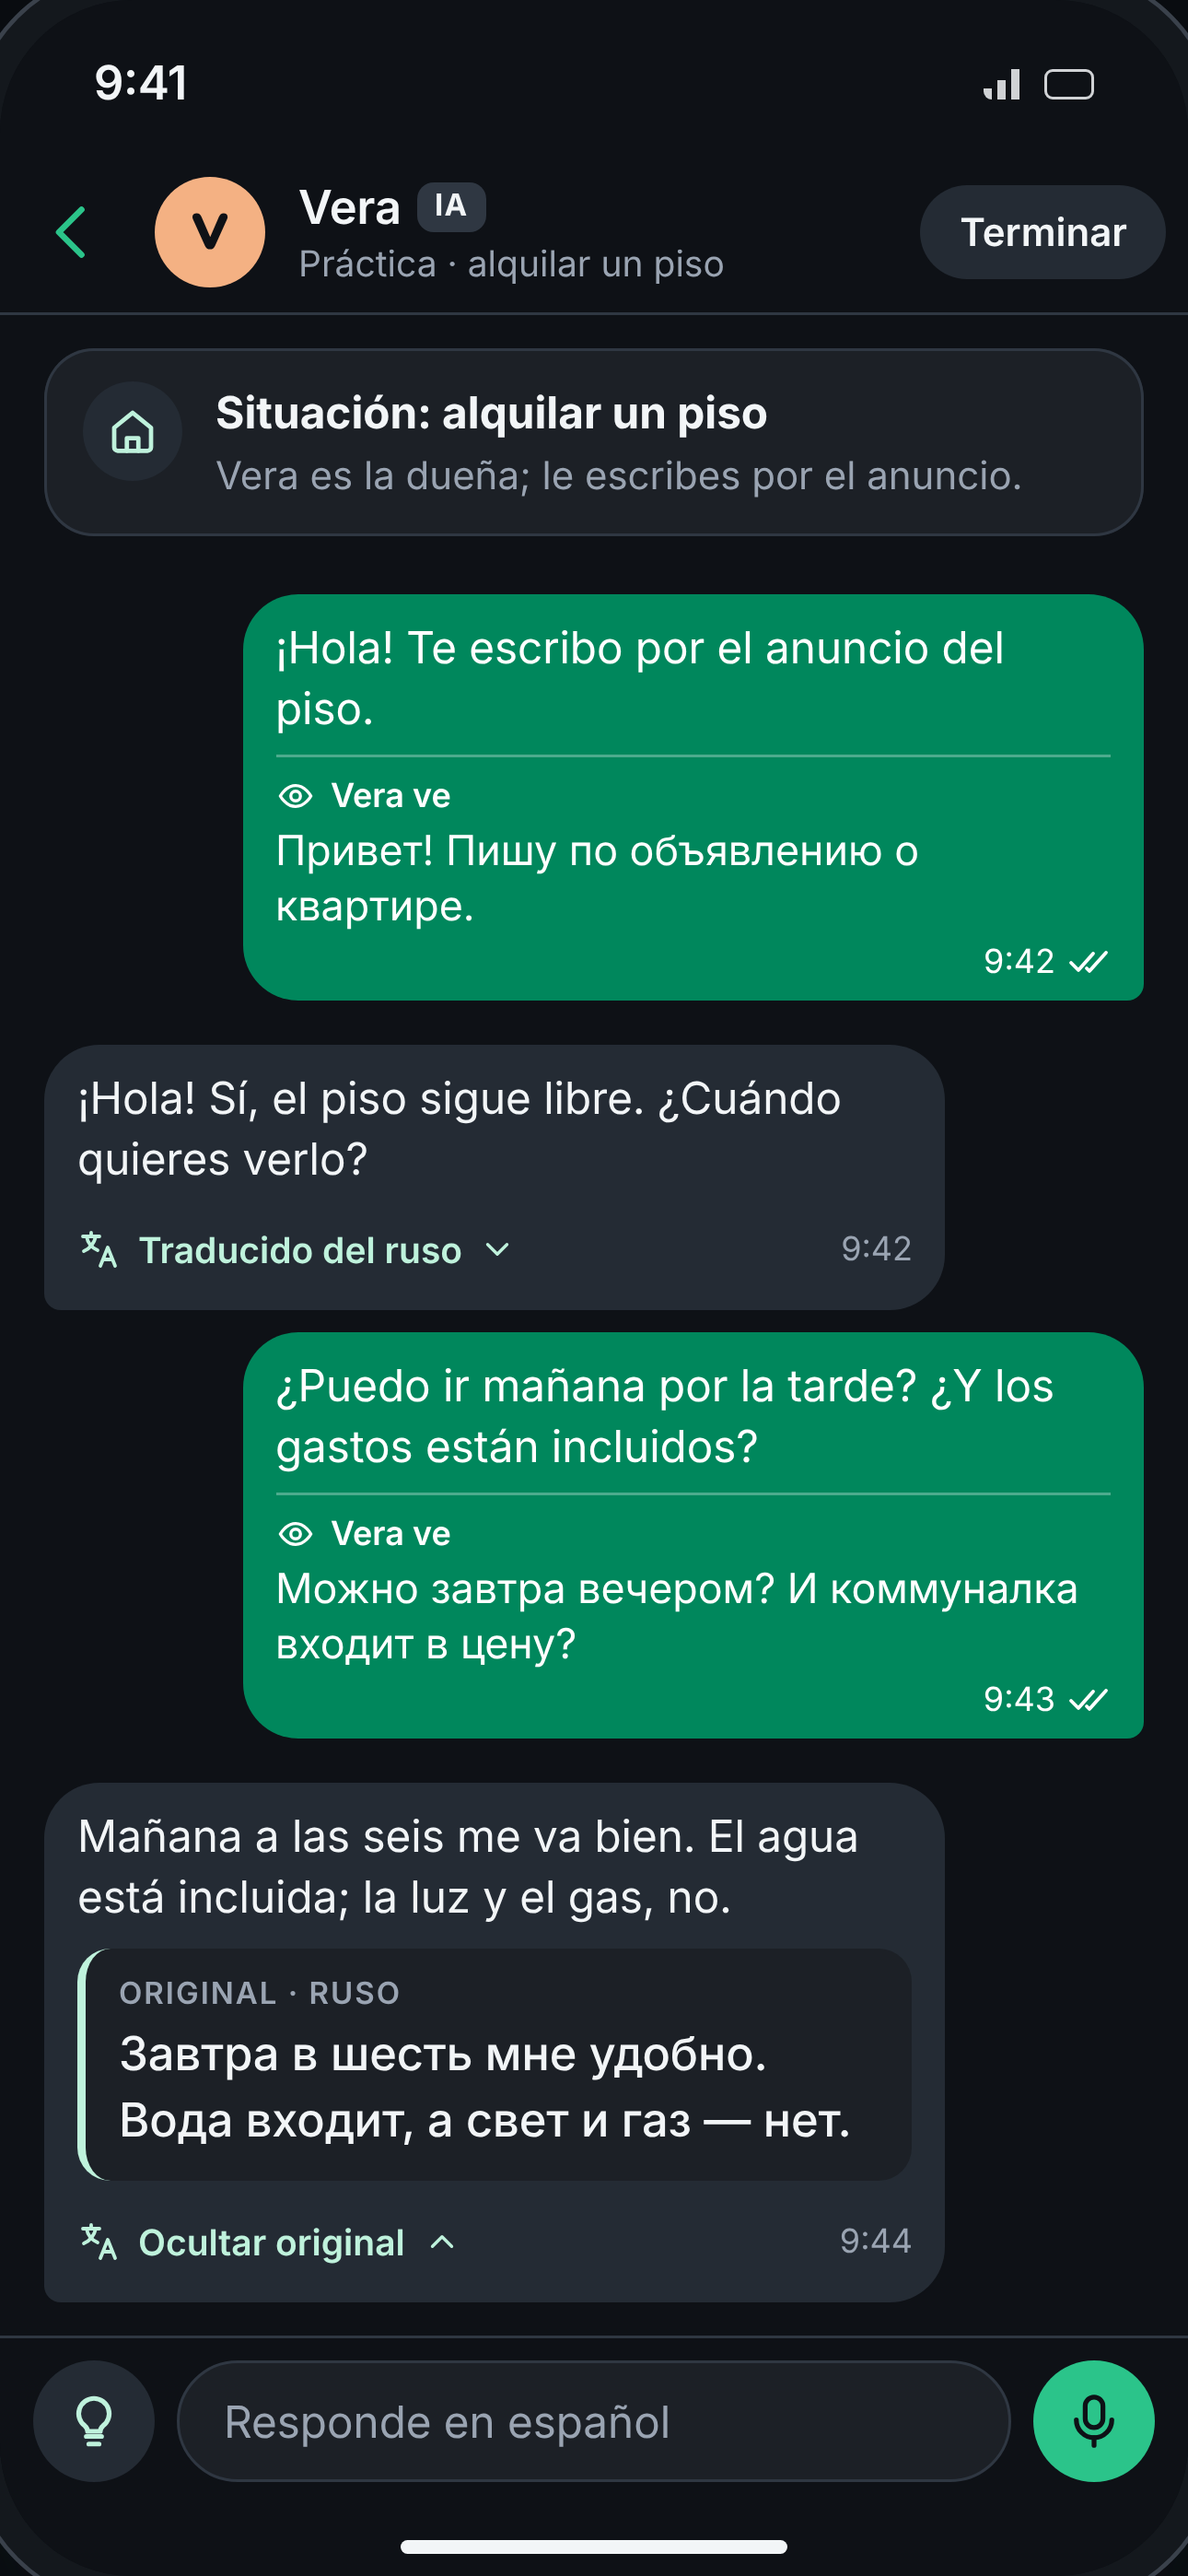 9:41
V
Vera IA
Práctica · alquilar un piso
Terminar
Situación: alquilar un piso
Vera es la dueña; le escribes por el anuncio.
¡Hola! Te escribo por el anuncio del
piso.
Vera ve
Привет! Пишу по объявлению о
квартире.
9:42
¡Hola! Sí, el piso sigue libre. ¿Cuándo
quieres verlo?
Traducido del ruso
9:42
¿Puedo ir mañana por la tarde? ¿Y los
gastos están incluidos?
Vera ve
Можно завтра вечером? И коммуналка
входит в цену?
9:43
Mañana a las seis me va bien. El agua
está incluida; la luz y el gas, no.
ORIGINAL · RUSO
Завтра в шесть мне удобно.
Вода входит, а свет и газ — нет.
Ocultar original
9:44
Responde en español